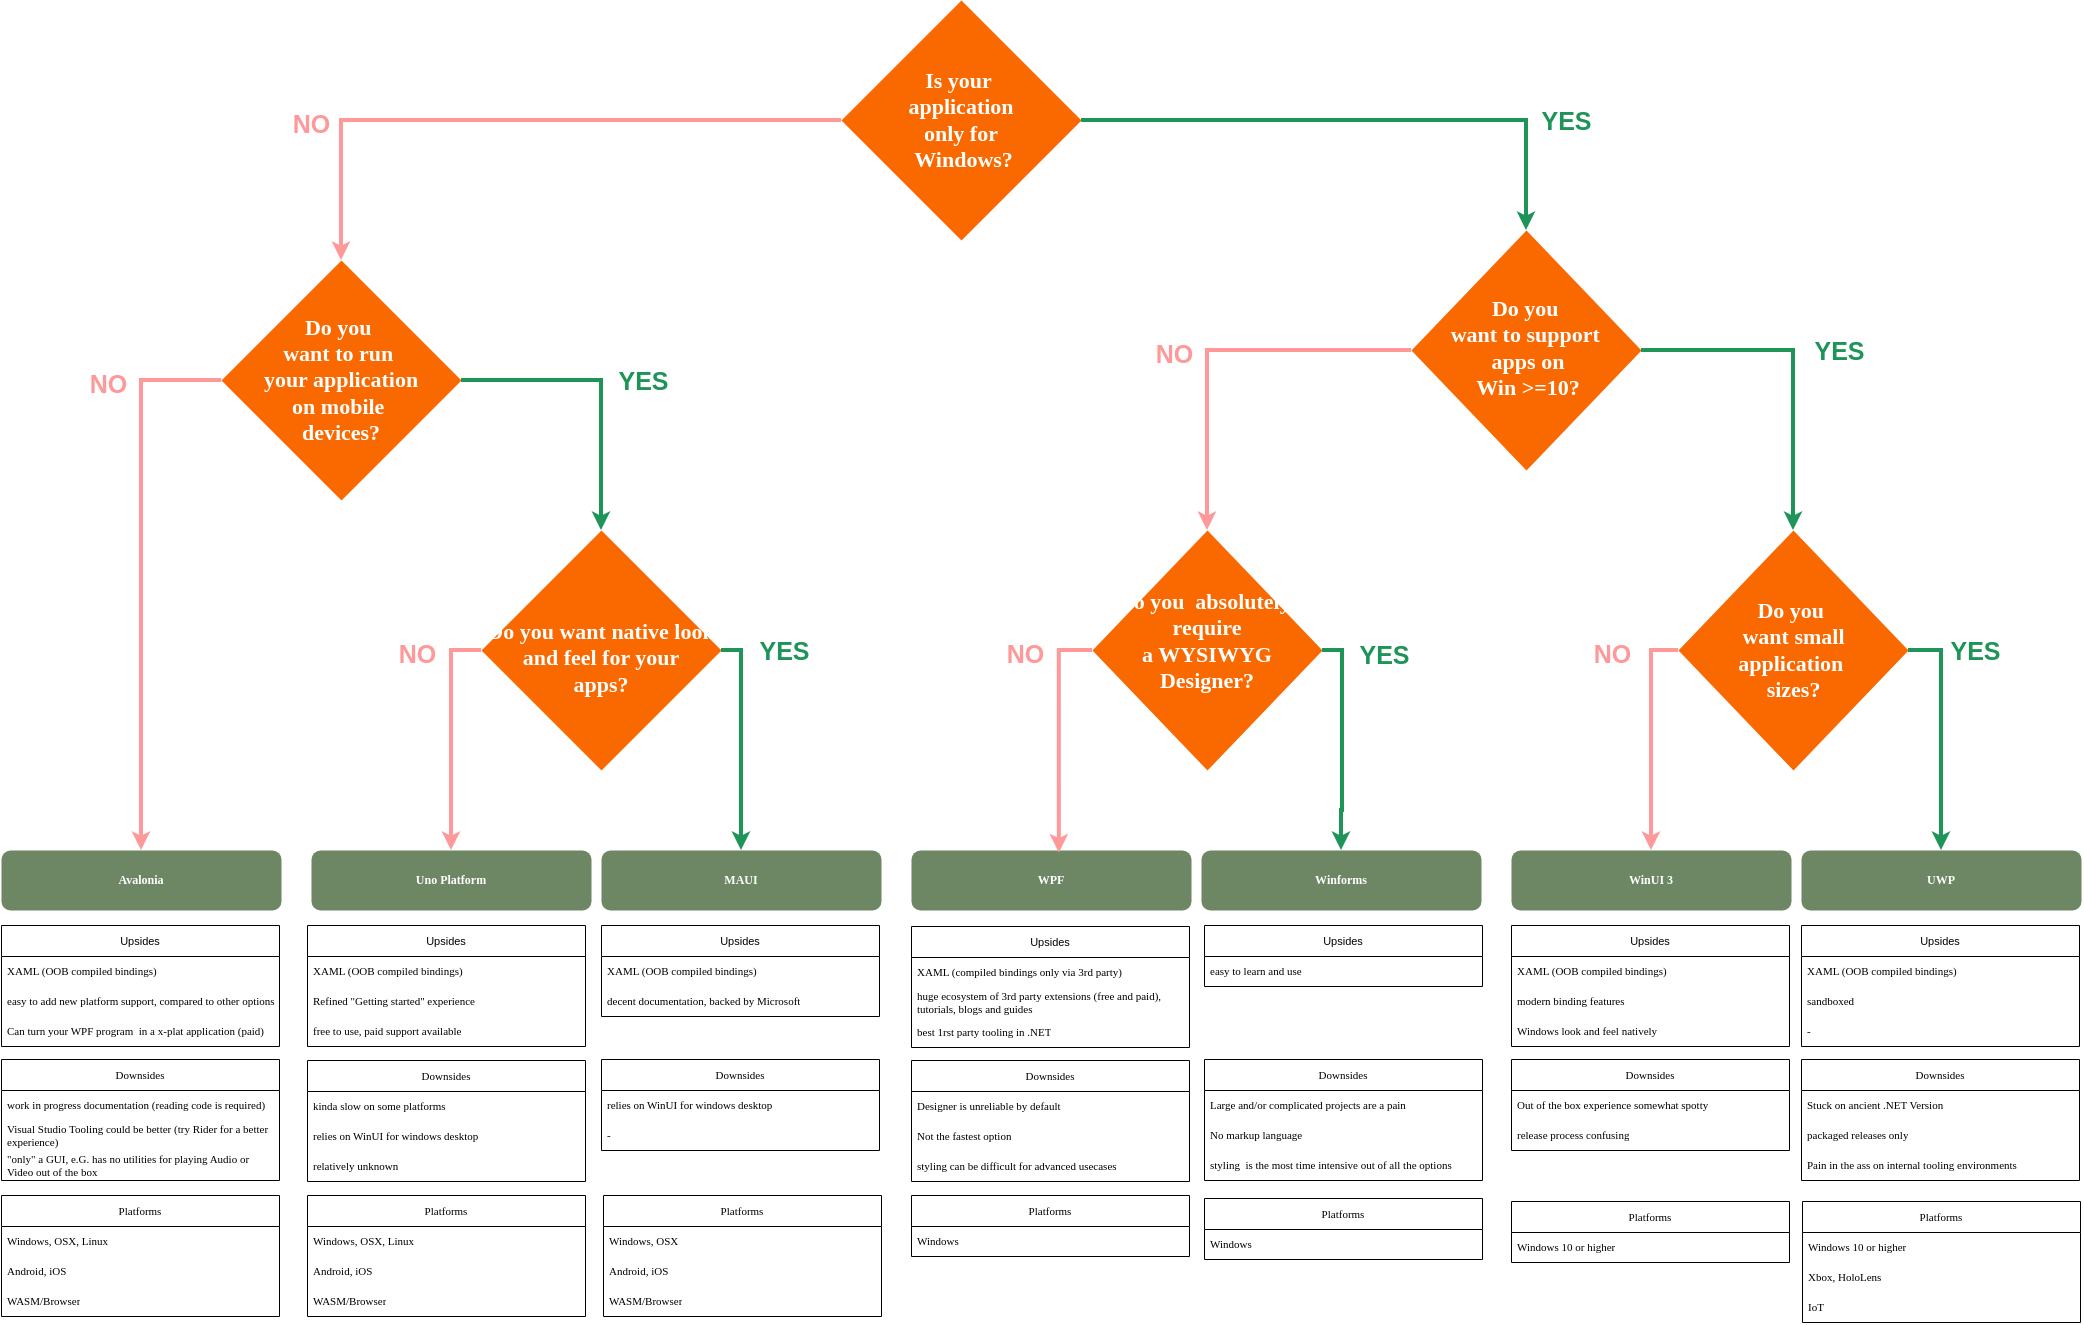 Is your
application
only for
Windows?
NO
YES
Do you
want to run
your application
on mobile
devices?
NO
YES
Do you
want to support
apps on
Win >=10?
NO
YES
Do you want native look
and feel for your
apps?
NO
YES
Do you  absolutely
require
a WYSIWYG
Designer?
NO
YES
Do you
want small
application
sizes?
NO
YES
Avalonia
Uno Platform
MAUI
WPF
Winforms
WinUI 3
UWP
Upsides
XAML (OOB compiled bindings)
easy to add new platform support, compared to other options
Can turn your WPF program  in a x-plat application (paid)
Upsides
XAML (OOB compiled bindings)
Refined "Getting started" experience
free to use, paid support available
Upsides
XAML (OOB compiled bindings)
decent documentation, backed by Microsoft
Upsides
XAML (compiled bindings only via 3rd party)
huge ecosystem of 3rd party extensions (free and paid),
tutorials, blogs and guides
best 1rst party tooling in .NET
Upsides
easy to learn and use
Upsides
XAML (OOB compiled bindings)
modern binding features
Windows look and feel natively
Upsides
XAML (OOB compiled bindings)
sandboxed
-
Downsides
work in progress documentation (reading code is required)
Visual Studio Tooling could be better (try Rider for a better
experience)
"only" a GUI, e.G. has no utilities for playing Audio or
Video out of the box
Downsides
kinda slow on some platforms
relies on WinUI for windows desktop
relatively unknown
Downsides
relies on WinUI for windows desktop
-
Downsides
Designer is unreliable by default
Not the fastest option
styling can be difficult for advanced usecases
Downsides
Large and/or complicated projects are a pain
No markup language
styling  is the most time intensive out of all the options
Downsides
Out of the box experience somewhat spotty
release process confusing
Downsides
Stuck on ancient .NET Version
packaged releases only
Pain in the ass on internal tooling environments
Platforms
Windows, OSX, Linux
Android, iOS
WASM/Browser
Platforms
Windows, OSX, Linux
Android, iOS
WASM/Browser
Platforms
Windows, OSX
Android, iOS
WASM/Browser
Platforms
Windows
Platforms
Windows
Platforms
Windows 10 or higher
Platforms
Windows 10 or higher
Xbox, HoloLens
IoT